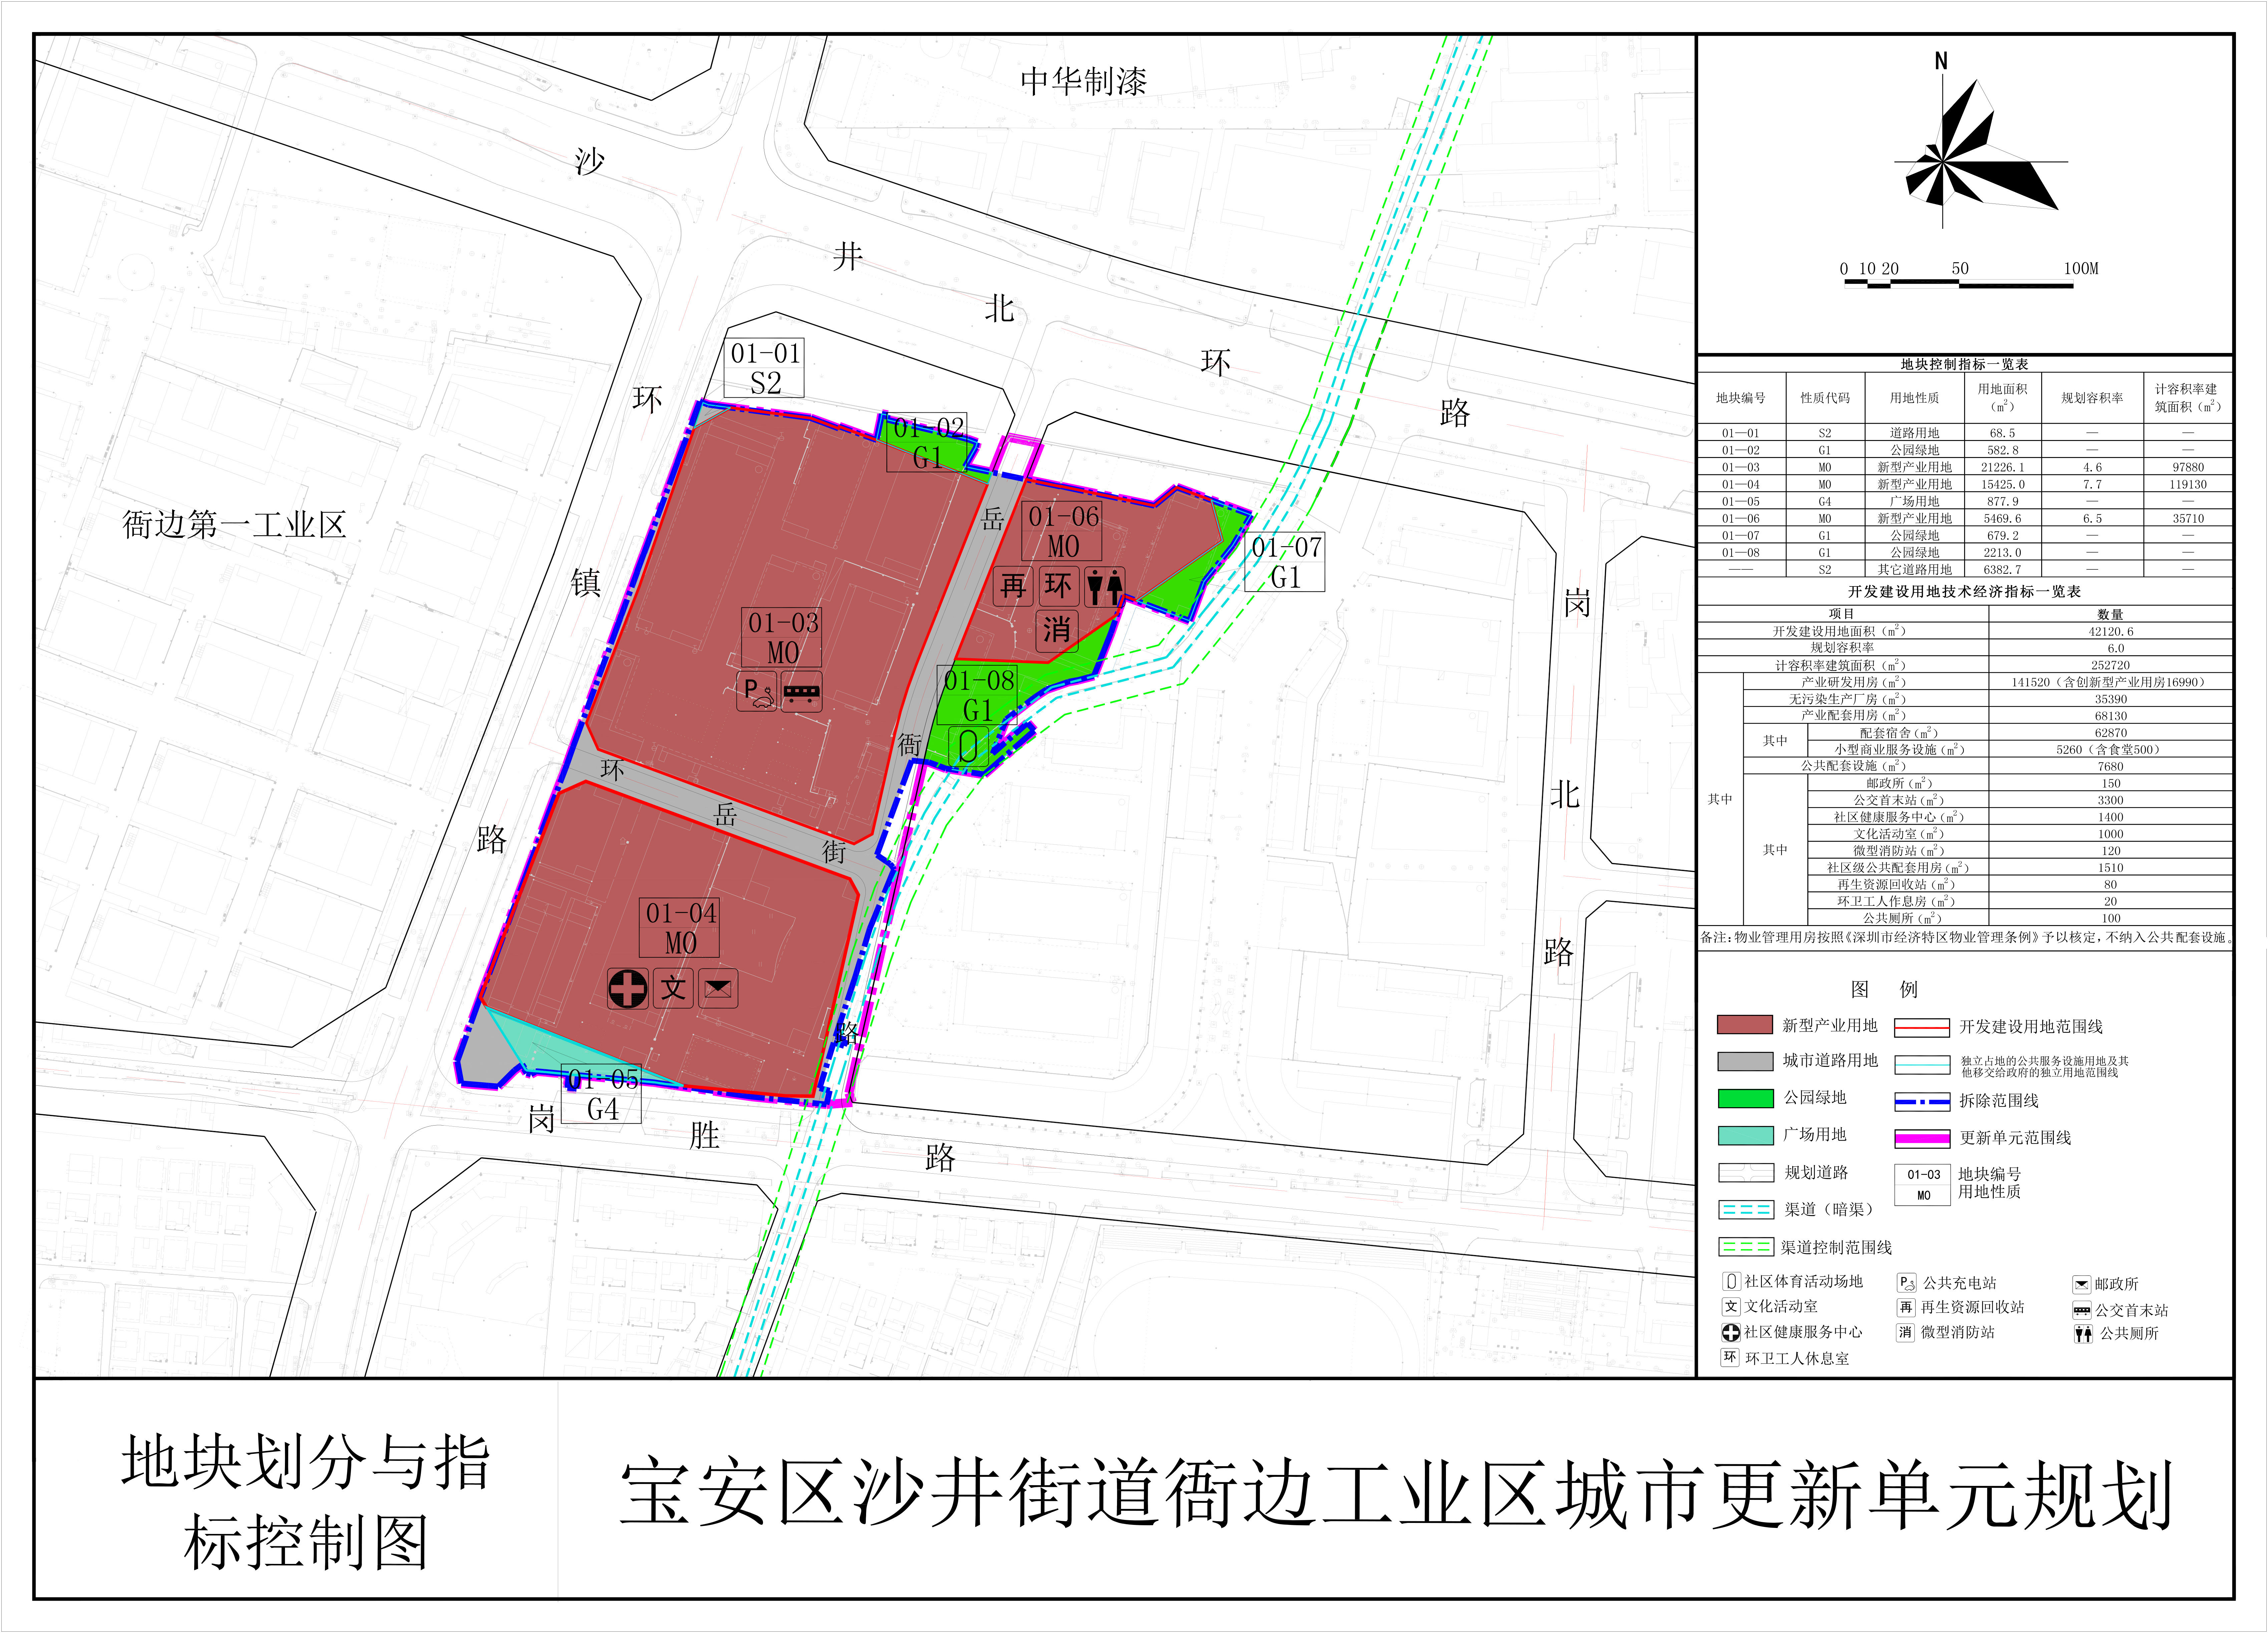 中华制漆
沙井北环路
环镇路
衙边第一工业区
岗北路
岗胜路
岳衙路
环岳街
01-01
S2
01-02
G1
01-03
M0
P
01-04
M0
文
01-05
G4
01-06
M0
再 环
消
01-07
G1
01-08
G1
N
0 10 20 50 100M
地块控制指标一览表
地块编号 性质代码 用地性质 用地面积（m²） 规划容积率 计容积率建筑面积（m²）
01—01 S2 道路用地 68.5 — —
01—02 G1 公园绿地 582.8 — —
01—03 M0 新型产业用地 21226.1 4.6 97880
01—04 M0 新型产业用地 15425.0 7.7 119130
01—05 G4 广场用地 877.9 — —
01—06 M0 新型产业用地 5469.6 6.5 35710
01—07 G1 公园绿地 679.2 — —
01—08 G1 公园绿地 2213.0 — —
—— S2 其它道路用地 6382.7 — —
开发建设用地技术经济指标一览表
项目 数量
开发建设用地面积（m²） 42120.6
规划容积率 6.0
计容积率建筑面积（m²） 252720
其中
产业研发用房（m²） 141520（含创新型产业用房16990）
无污染生产厂房（m²） 35390
产业配套用房（m²） 68130
其中
配套宿舍（m²） 62870
小型商业服务设施（m²） 5260（含食堂500）
公共配套设施（m²） 7680
其中
邮政所（m²） 150
公交首末站（m²） 3300
社区健康服务中心（m²） 1400
文化活动室（m²） 1000
微型消防站（m²） 120
社区级公共配套用房（m²） 1510
再生资源回收站（m²） 80
环卫工人作息房（m²） 20
公共厕所（m²） 100
备注：物业管理用房按照《深圳市经济特区物业管理条例》予以核定，不纳入公共配套设施。
图 例
新型产业用地 开发建设用地范围线
城市道路用地 独立占地的公共服务设施用地及其
他移交给政府的独立用地范围线
公园绿地 拆除范围线
广场用地 更新单元范围线
规划道路 01-03 地块编号
M0 用地性质
渠道（暗渠）
渠道控制范围线
社区体育活动场地 P 公共充电站 邮政所
文 文化活动室 再 再生资源回收站 公交首末站
社区健康服务中心 消 微型消防站 公共厕所
环 环卫工人休息室
地块划分与指
标控制图
宝安区沙井街道衙边工业区城市更新单元规划